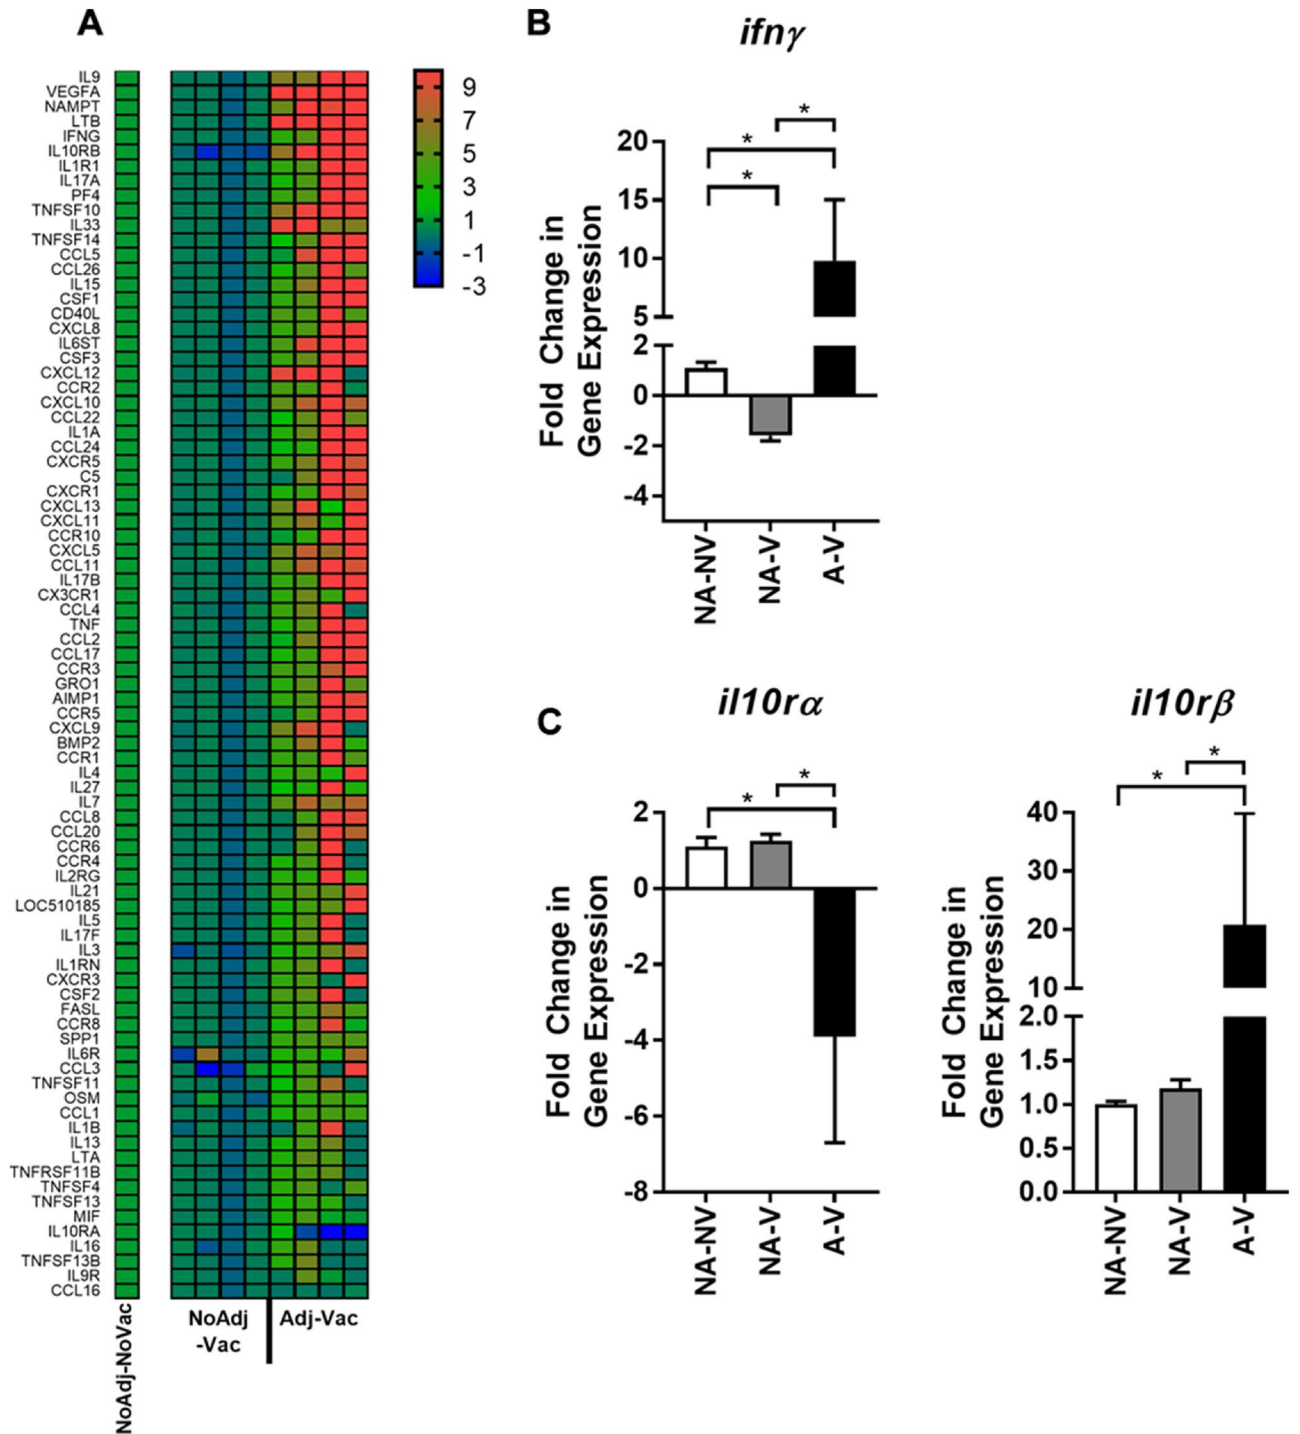 A
IL9
VEGFA
NAMPT
LTB
IFNG
IL10RB
IL1R1
IL17A
PF4
TNFSF10
IL33
TNFSF14
CCL5
CCL26
IL15
CSF1
CD40L
CXCL8
IL6ST
CSF3
CXCL12
CCR2
CXCL10
CCL22
IL1A
CCL24
CXCR5
C5
CXCR1
CXCL13
CXCL11
CCR10
CXCL5
CCL11
IL17B
CX3CR1
CCL4
TNF
CCL2
CCL17
CCR3
GRO1
AIMP1
CCR5
CXCL9
BMP2
CCR1
IL4
IL27
IL7
CCL8
CCL20
CCR6
CCR4
IL2RG
IL21
LOC510185
IL5
IL17F
IL3
IL1RN
CXCR3
CSF2
FASL
CCR8
SPP1
IL6R
CCL3
TNFSF11
OSM
CCL1
IL1B
IL13
LTA
TNFRSF11B
TNFSF4
TNFSF13
MIF
IL10RA
IL16
TNFSF13B
IL9R
CCL16
NoAdj-NoVac
NoAdj
-Vac
Adj-Vac
9
7
5
3
1
-1
-3
B
ifnγ
Fold Change in
Gene Expression
20
15
10
5
2
0
-2
-4
*
*
*
NA-NV
NA-V
A-V
C
il10rα
Fold Change in
Gene Expression
2
0
-2
-4
-6
-8
*
*
NA-NV
NA-V
A-V
il10rβ
Fold Change in
Gene Expression
40
30
20
10
2.0
1.5
1.0
0.5
0.0
*
*
NA-NV
NA-V
A-V